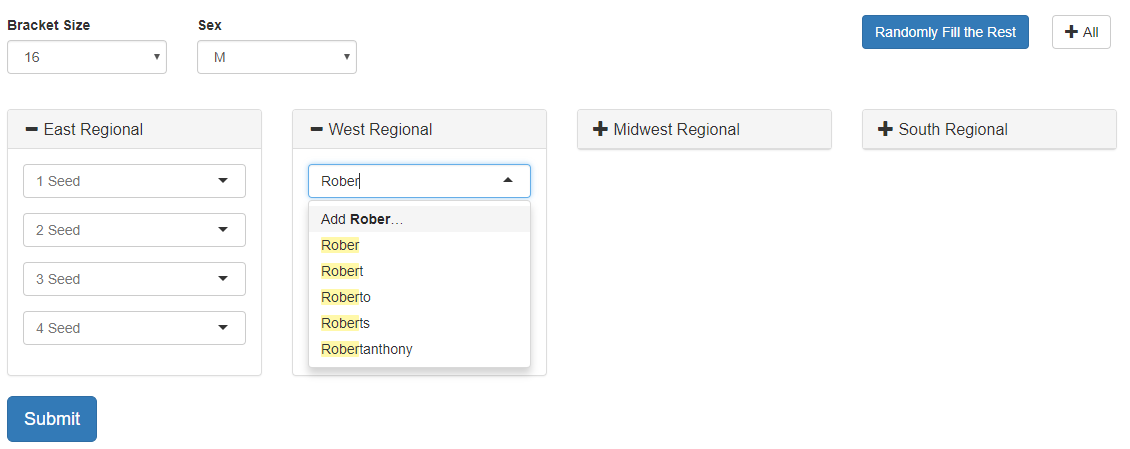 Bracket Size
Sex
16
M
Randomly Fill the Rest
All
East Regional
West Regional
Midwest Regional
South Regional
1 Seed
2 Seed
3 Seed
4 Seed
Rober
Add Rober…
Rober
Robert
Roberto
Roberts
Robertanthony
Submit